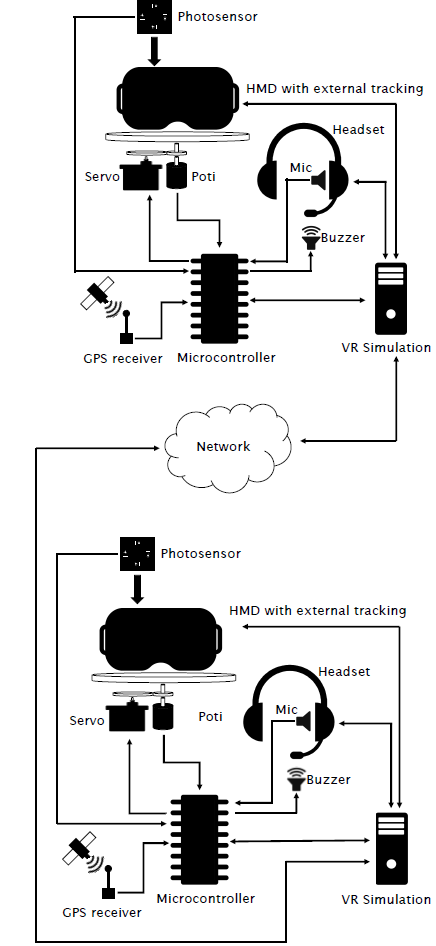 Photosensor
HMD with external tracking
Headset
Mic
Servo
Poti
Buzzer
GPS receiver
Microcontroller
VR Simulation
Network
Photosensor
HMD with external tracking
Headset
Mic
Servo
Poti
Buzzer
Microcontroller
VR Simulation
GPS receiver